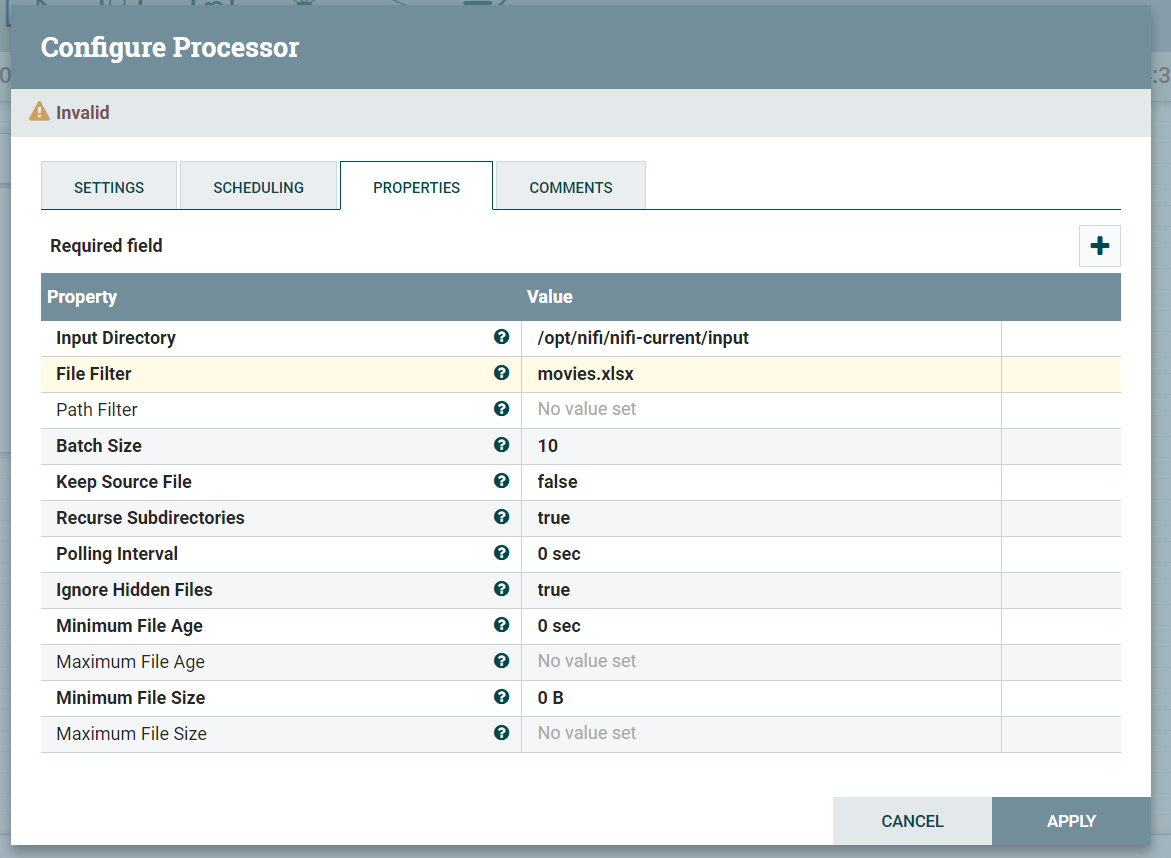 Configure Processor
Invalid
SETTINGS SCHEDULING PROPERTIES COMMENTS
Required field
Property Value
Input Directory /opt/nifi/nifi-current/input
File Filter movies.xlsx
Path Filter No value set
Batch Size 10
Keep Source File false
Recurse Subdirectories true
Polling Interval 0 sec
Ignore Hidden Files true
Minimum File Age 0 sec
Maximum File Age No value set
Minimum File Size 0 B
Maximum File Size No value set
CANCEL APPLY